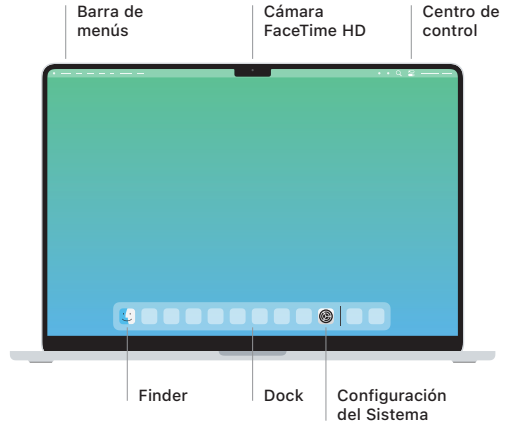 Barra de
menús
Cámara
FaceTime HD
Centro de
control
Finder
Dock
Configuración
del Sistema